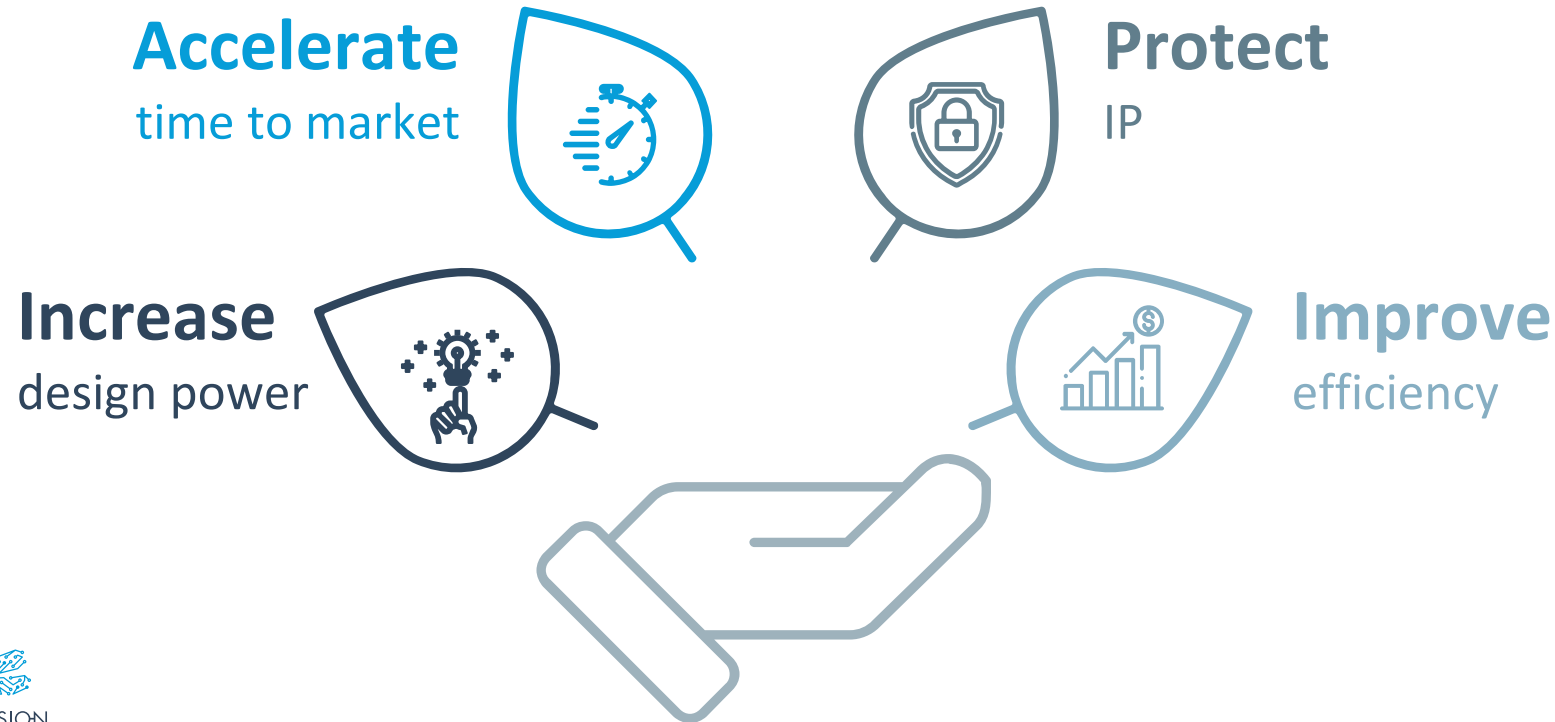 Accelerate
time to market
Protect
IP
Increase
design power
Improve
efficiency
$